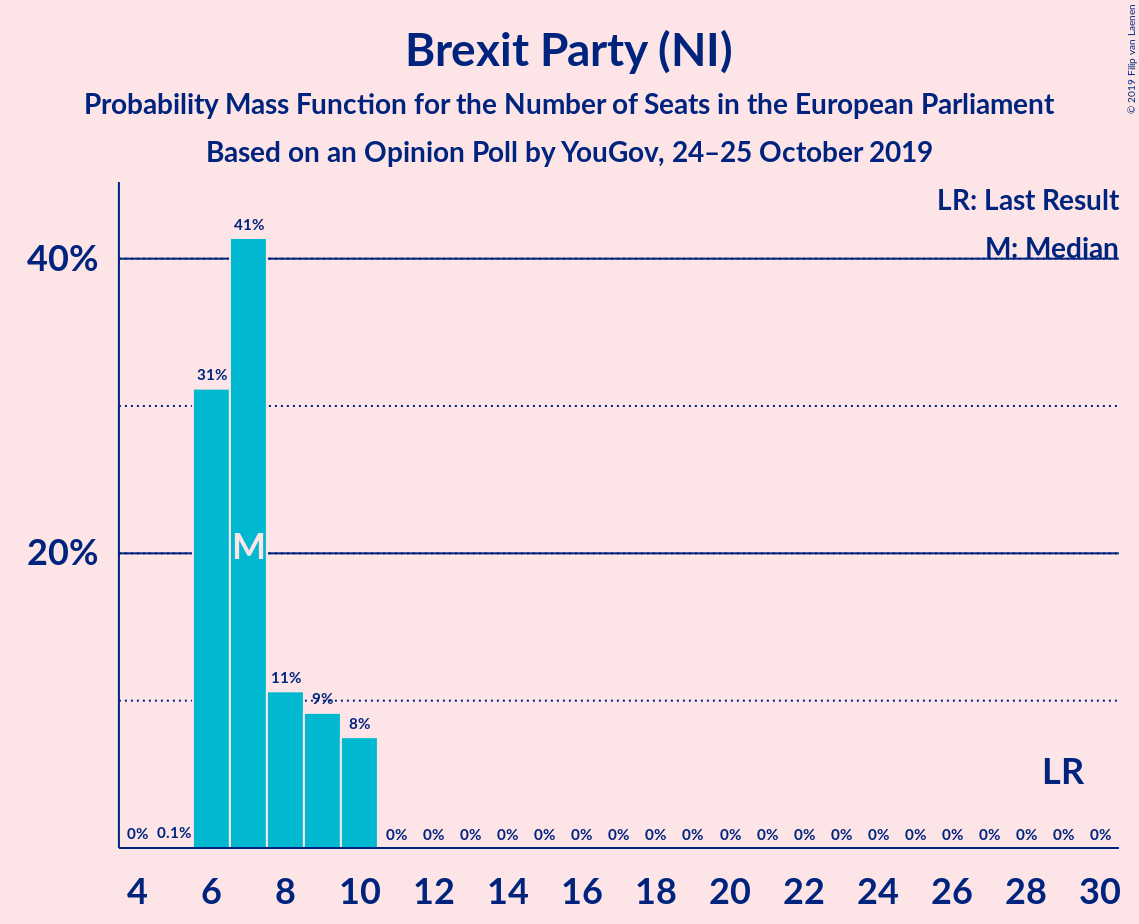 Brexit Party (NI)
Probability Mass Function for the Number of Seats in the European Parliament
Based on an Opinion Poll by YouGov, 24–25 October 2019
© 2019 Filip van Laenen
LR: Last Result
M: Median
40%
20%
0% 0.1% 31% 41% 11% 9% 8% 0% 0% 0% 0% 0% 0% 0% 0% 0% 0% 0% 0% 0% 0% 0% 0% 0% 0% 0% 0%
M
LR
4 6 8 10 12 14 16 18 20 22 24 26 28 30